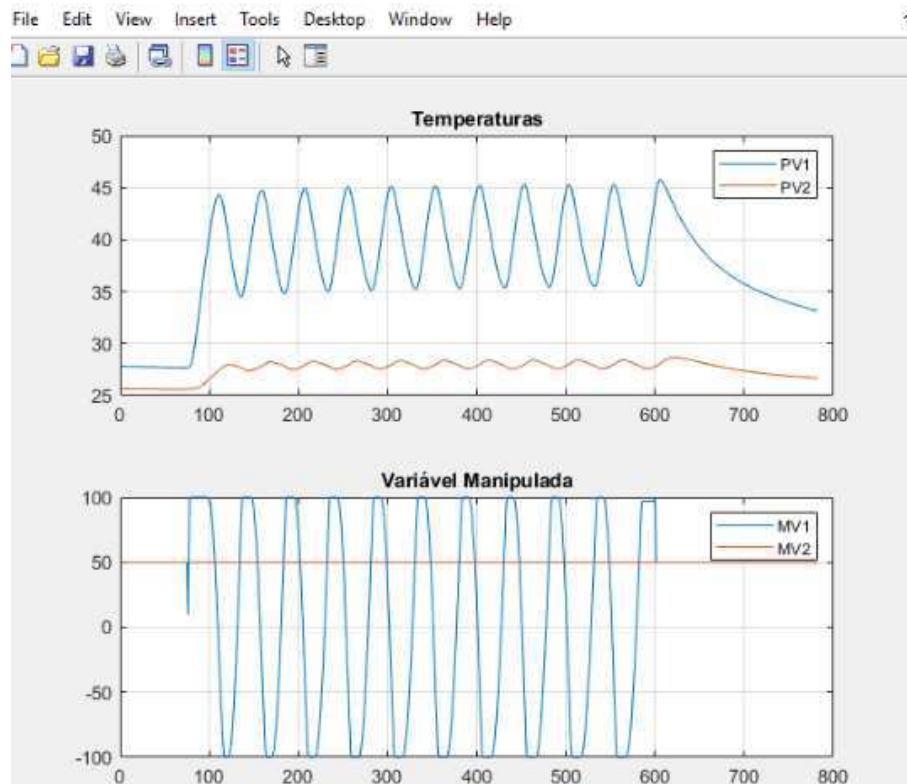 File Edit View Insert Tools Desktop Window Help
Temperaturas
50
45
40
35
30
25
PV1
PV2
0 100 200 300 400 500 600 700 800
Variável Manipulada
100
50
0
-50
-100
MV1
MV2
0 100 200 300 400 500 600 700 800